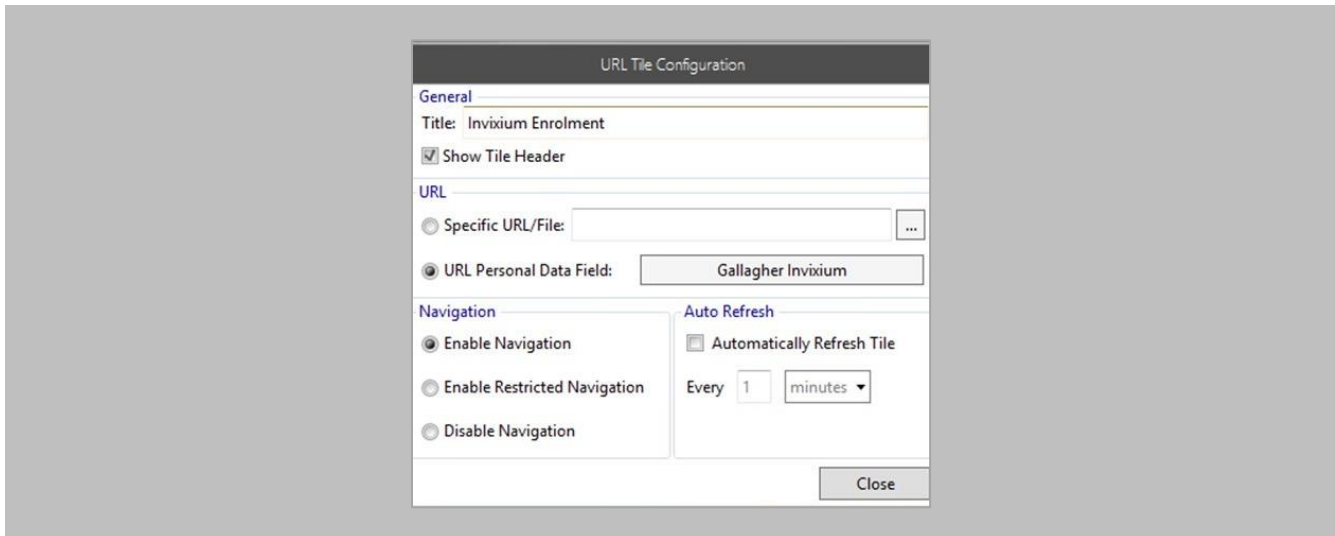 URL Tile Configuration
General
Title: Invixium Enrolment
Show Tile Header
URL
Specific URL/File: ...
URL Personal Data Field: Gallagher Invixium
Navigation
Enable Navigation
Enable Restricted Navigation
Disable Navigation
Auto Refresh
Automatically Refresh Tile
Every 1 minutes
Close